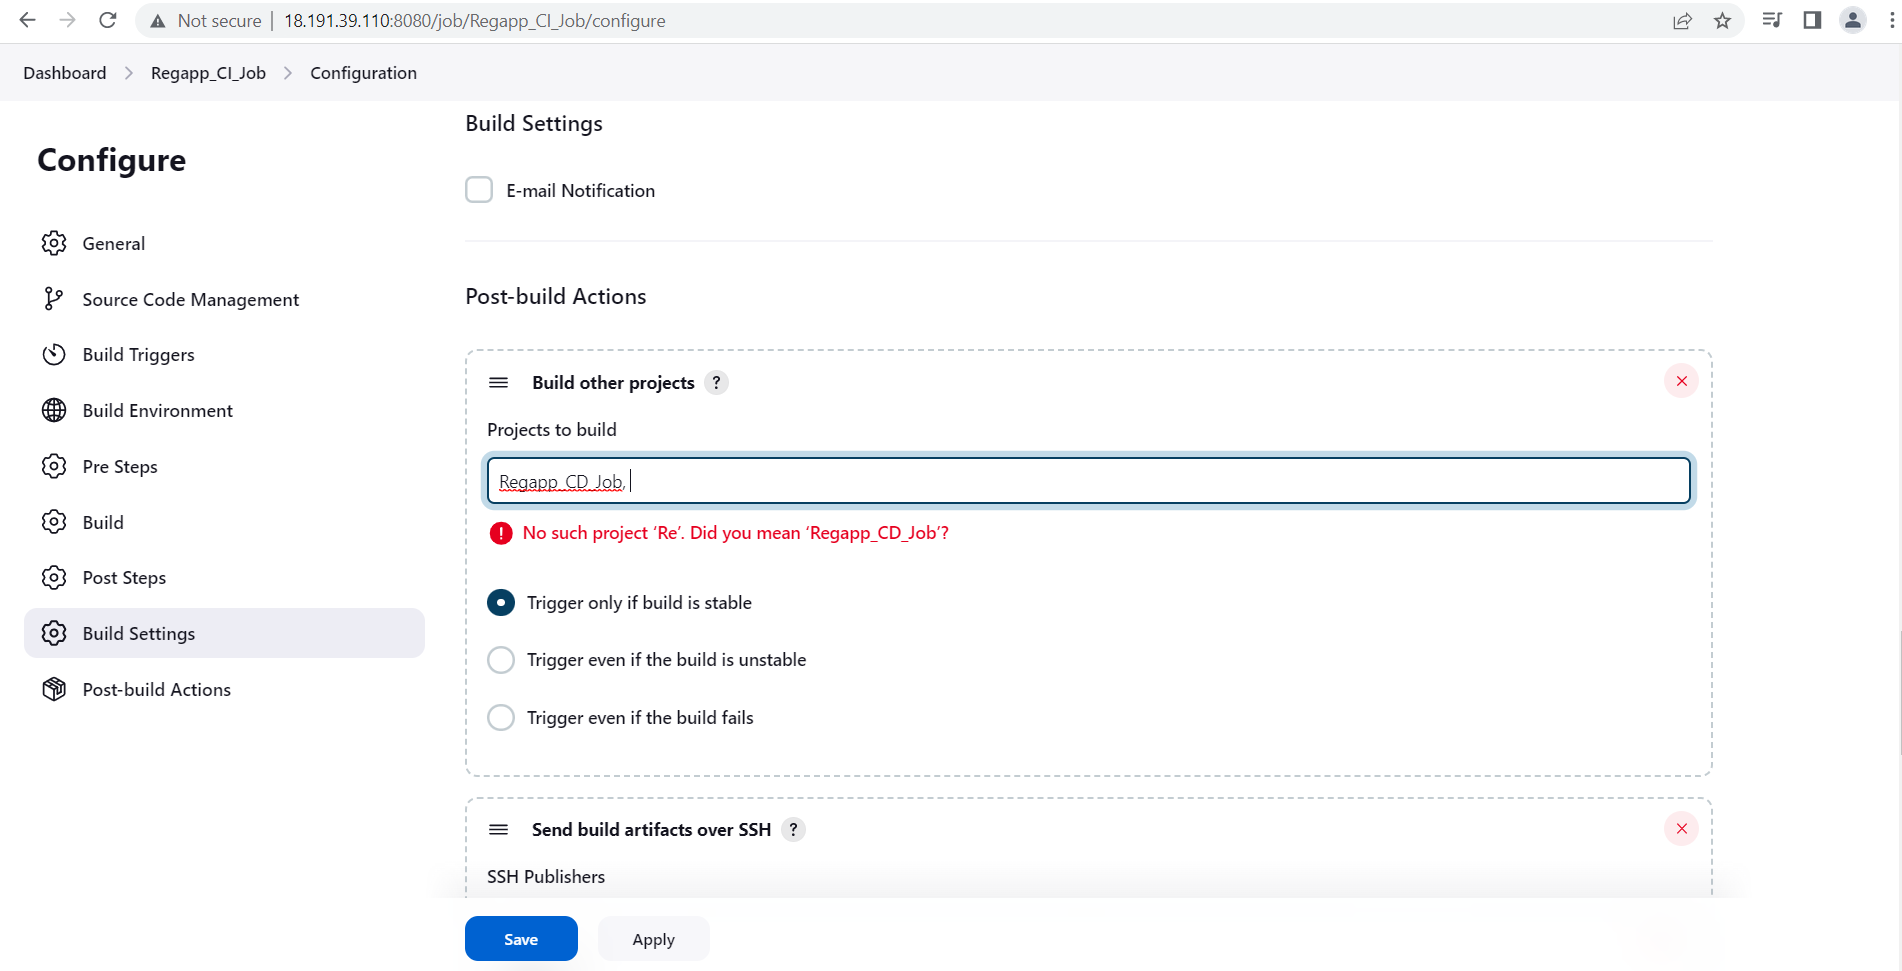 Not secure | 18.191.39.110:8080/job/Regapp_CI_Job/configure
Dashboard > Regapp_CI_Job > Configuration
Configure
General
Source Code Management
Build Triggers
Build Environment
Pre Steps
Build
Post Steps
Build Settings
Post-build Actions
Build Settings
E-mail Notification
Post-build Actions
Build other projects ?
Projects to build
Regapp_CD_Job,
No such project ‘Re’. Did you mean ‘Regapp_CD_Job’?
Trigger only if build is stable
Trigger even if the build is unstable
Trigger even if the build fails
Send build artifacts over SSH ?
SSH Publishers
Save
Apply